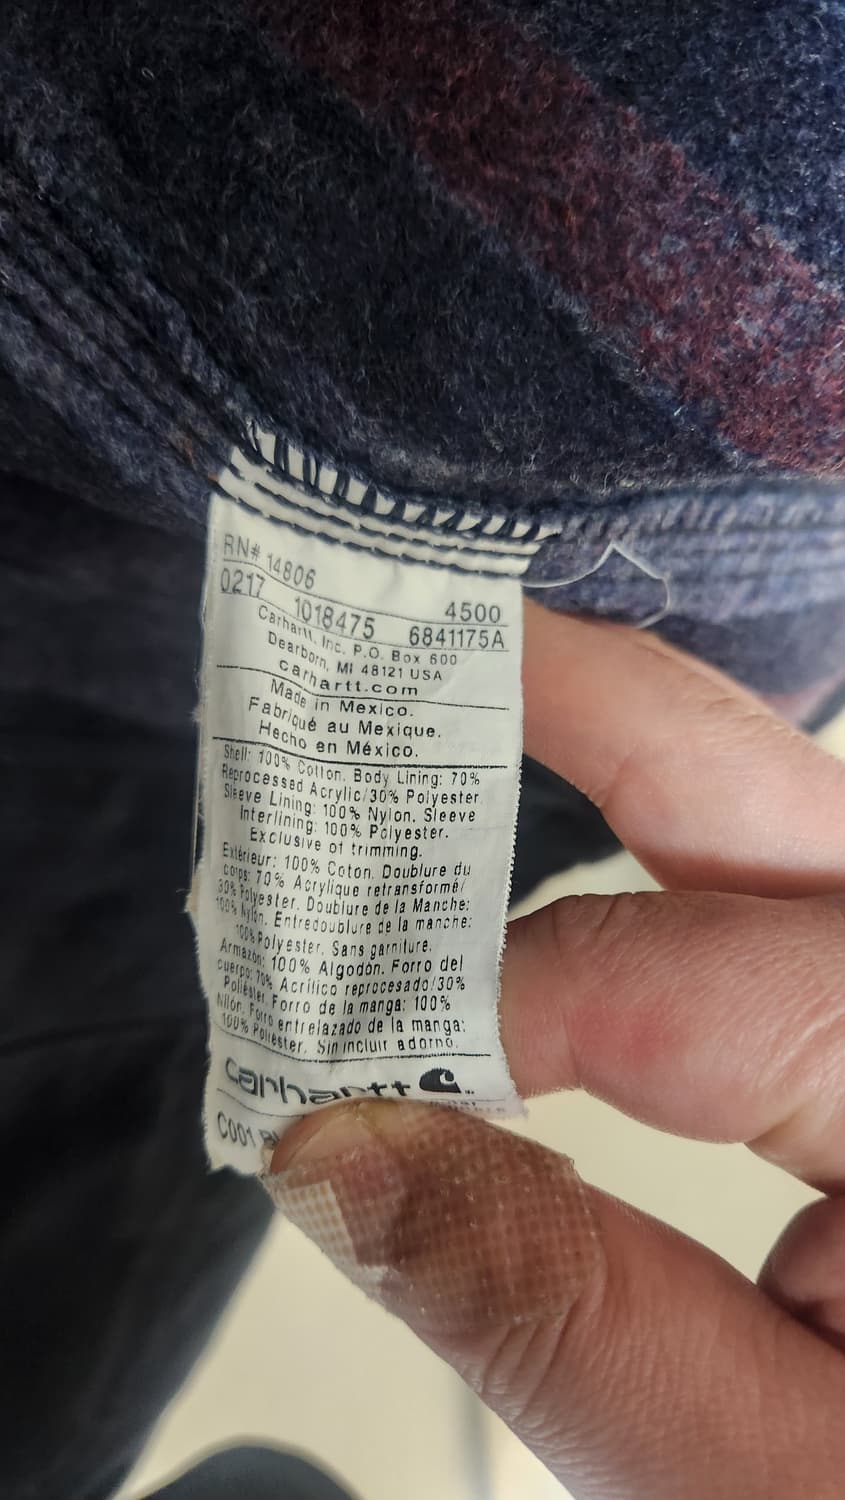 RN# 14806
0217 1018475 4500
6841175A
Carhartt, Inc. P.O. Box 600
Dearborn, MI 48121 USA
carhartt.com
Made in Mexico.
Fabriqué au Mexique.
Hecho en México.
Shell: 100% Cotton. Body Lining: 70%
Reprocessed Acrylic/30% Polyester.
Sleeve Lining: 100% Nylon. Sleeve
Interlining: 100% Polyester.
Exclusive of trimming.
Extérieur: 100% Coton. Doublure du
corps: 70% Acrylique retransformé/
30% Polyester. Doublure de la Manche:
100% Nylon. Entredoublure de la manche:
100% Polyester. Sans garniture.
Armazón: 100% Algodón. Forro del
cuerpo: 70% Acrílico reprocesado/30%
Poliéster. Forro de la manga: 100%
Nilón. Forro entrelazado de la manga:
100% Poliéster. Sin incluir adorno.
carhartt
C001